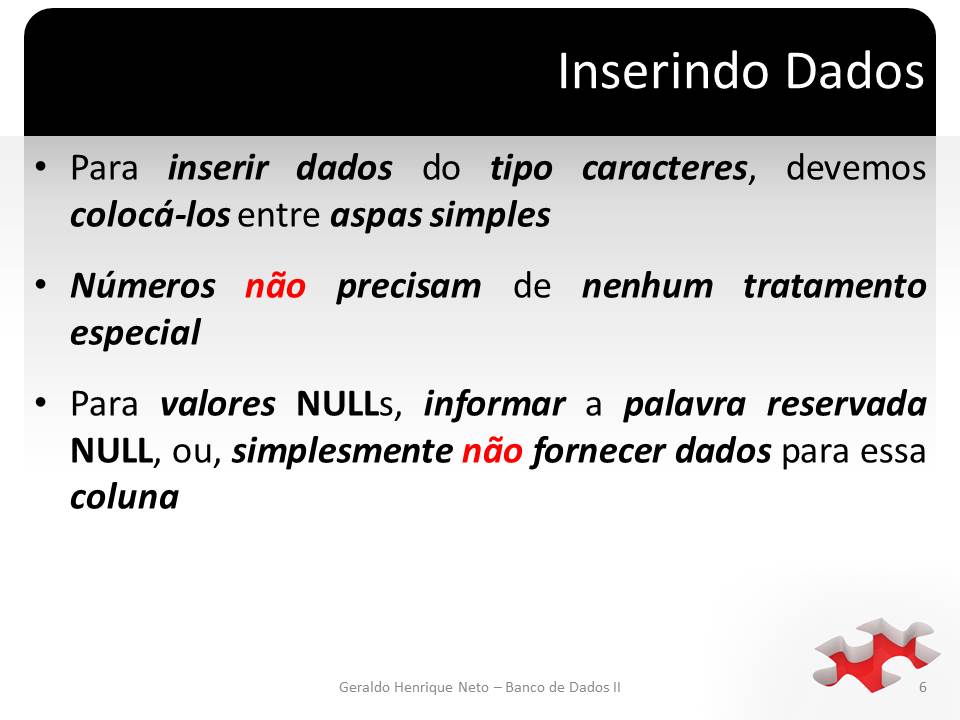 Inserindo Dados
• Para inserir dados do tipo caracteres, devemos
colocá-los entre aspas simples
• Números não precisam de nenhum tratamento
especial
• Para valores NULLs, informar a palavra reservada
NULL, ou, simplesmente não fornecer dados para essa
coluna
Geraldo Henrique Neto – Banco de Dados II
6